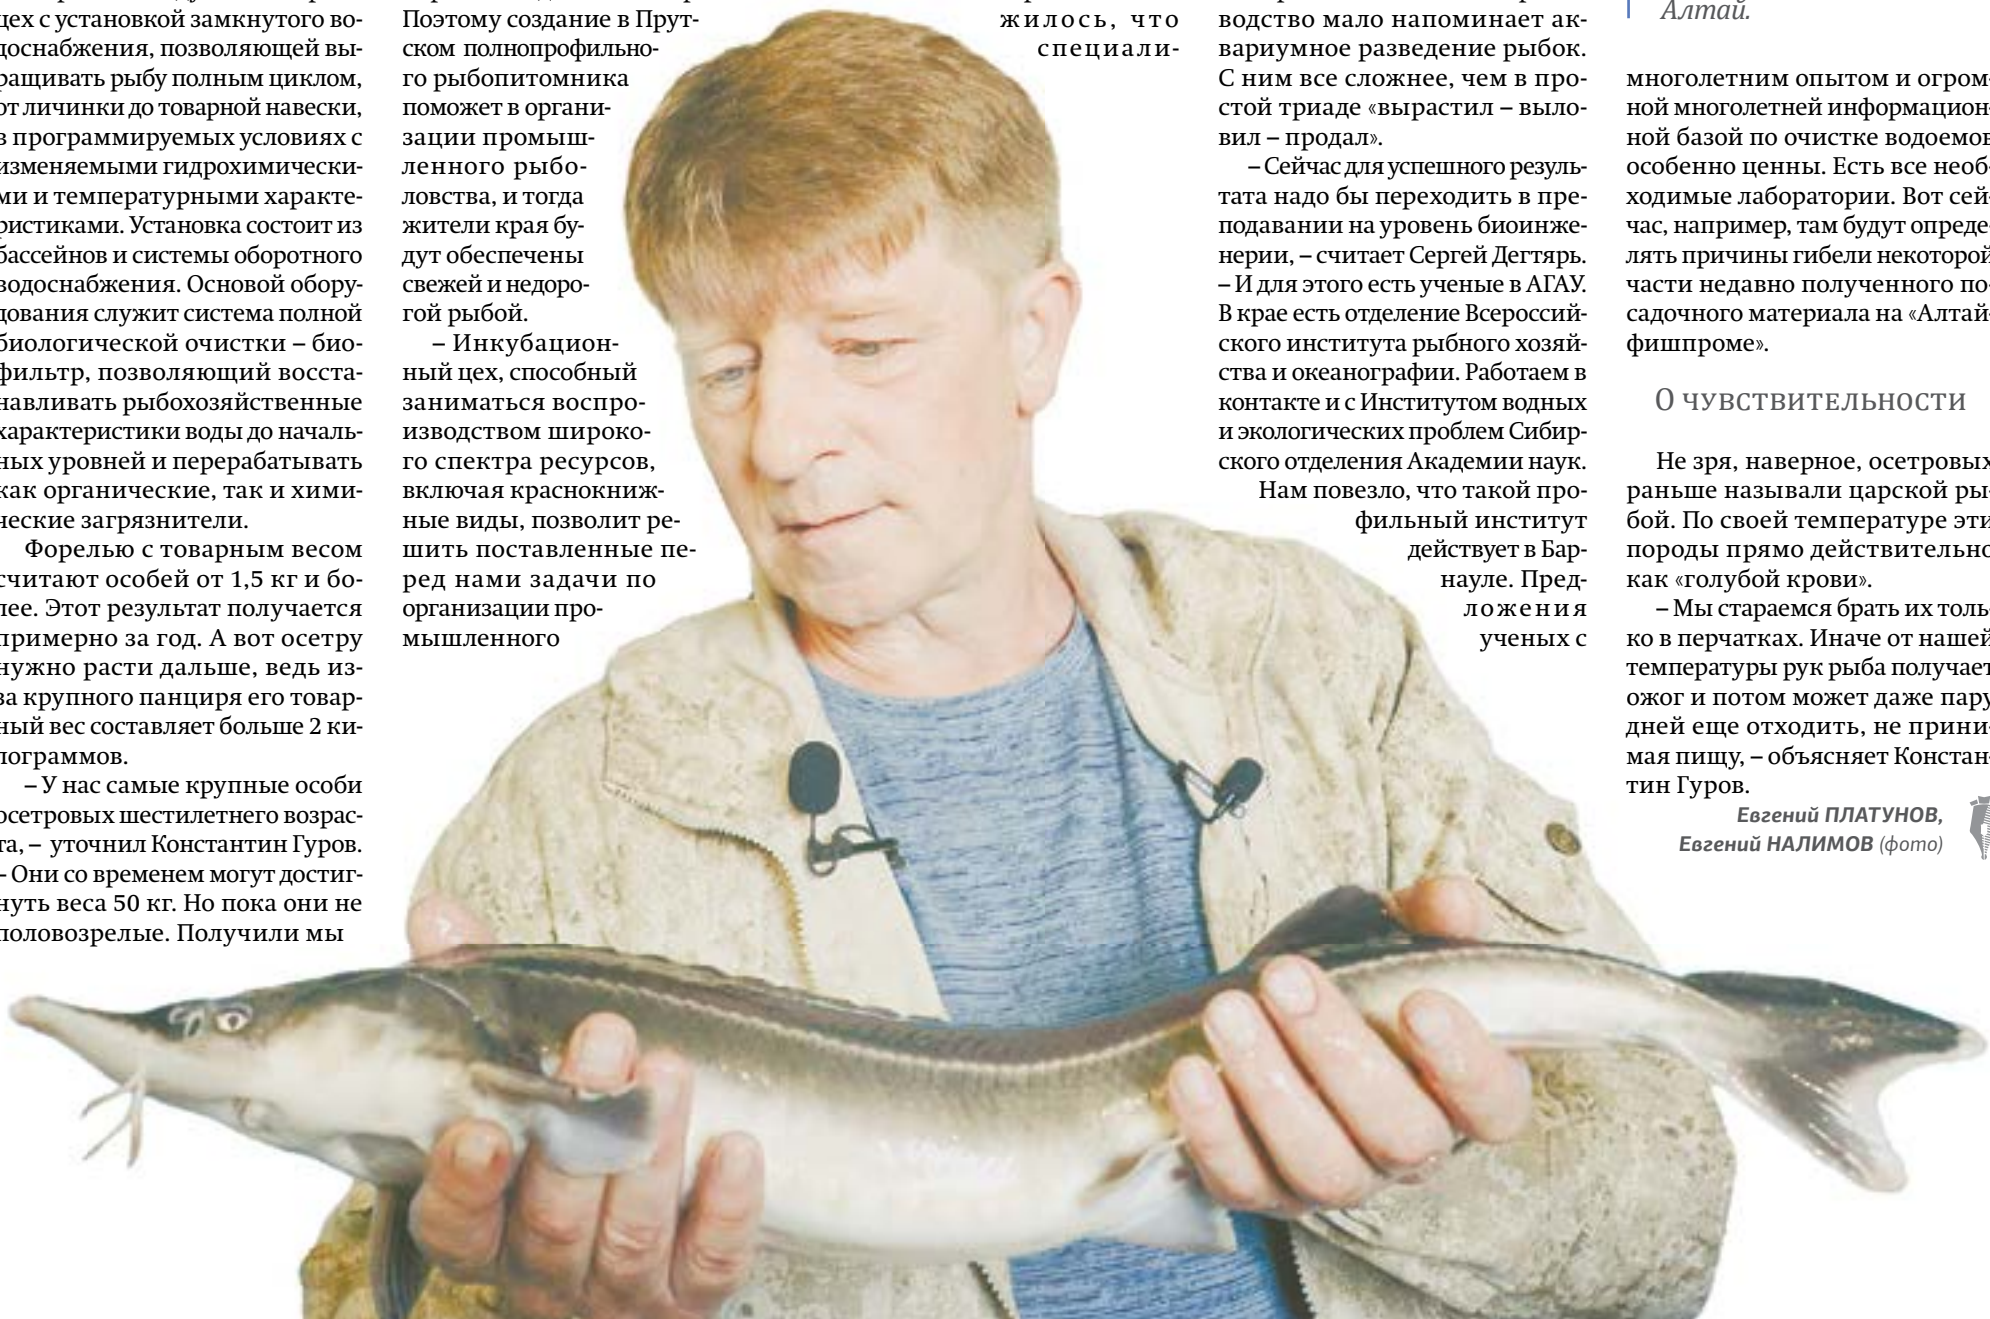 цех с установкой замкнутого во-
доснабжения, позволяющей вы-
ращивать рыбу полным циклом,
от личинки до товарной навески,
в программируемых условиях с
изменяемыми гидрохимически-
ми и температурными характе-
ристиками. Установка состоит из
бассейнов и системы оборотного
водоснабжения. Основой обору-
дования служит система полной
биологической очистки – био-
фильтр, позволяющий восста-
навливать рыбохозяйственные
характеристики воды до началь-
ных уровней и перерабатывать
как органические, так и хими-
ческие загрязнители.
Форелью с товарным весом
считают особей от 1,5 кг и бо-
лее. Этот результат получается
примерно за год. А вот осетру
нужно расти дальше, ведь из-
за крупного панциря его товар-
ный вес составляет больше 2 ки-
лограммов.
– У нас самые крупные особи
осетровых шестилетнего возрас-
та, – уточнил Константин Гуров.
– Они со временем могут достиг-
нуть веса 50 кг. Но пока они не
половозрелые. Получили мы
Поэтому создание в Прут-
ском полнопрофильно-
го рыбопитомника
поможет в органи-
зации промыш-
ленного рыбо-
ловства, и тогда
жители края бу-
дут обеспечены
свежей и недоро-
гой рыбой.
– Инкубацион-
ный цех, способный
заниматься воспро-
изводством широко-
го спектра ресурсов,
включая краснокниж-
ные виды, позволит ре-
шить поставленные пе-
ред нами задачи по
организации про-
мышленного
жилось, что
специали-
водство мало напоминает ак-
вариумное разведение рыбок.
С ним все сложнее, чем в про-
стой триаде «вырастил – выло-
вил – продал».
– Сейчас для успешного резуль-
тата надо бы переходить в пре-
подавании на уровень биоинже-
нерии, – считает Сергей Дегтярь.
– И для этого есть ученые в АГАУ.
В крае есть отделение Всероссий-
ского института рыбного хозяй-
ства и океанографии. Работаем в
контакте и с Институтом водных
и экологических проблем Сибир-
ского отделения Академии наук.
Нам повезло, что такой про-
фильный институт
действует в Бар-
науле. Пред-
ложения
ученых с
Алтай.
многолетним опытом и огром-
ной многолетней информацион-
ной базой по очистке водоемов
особенно ценны. Есть все необ-
ходимые лаборатории. Вот сей-
час, например, там будут опреде-
лять причины гибели некоторой
части недавно полученного по-
садочного материала на «Алтай-
фишпроме».
О ЧУВСТВИТЕЛЬНОСТИ
Не зря, наверное, осетровых
раньше называли царской ры-
бой. По своей температуре эти
породы прямо действительно
как «голубой крови».
– Мы стараемся брать их толь-
ко в перчатках. Иначе от нашей
температуры рук рыба получает
ожог и потом может даже пару
дней еще отходить, не прини-
мая пищу, – объясняет Констан-
тин Гуров.
Евгений ПЛАТУНОВ,
Евгений НАЛИМОВ (фото)